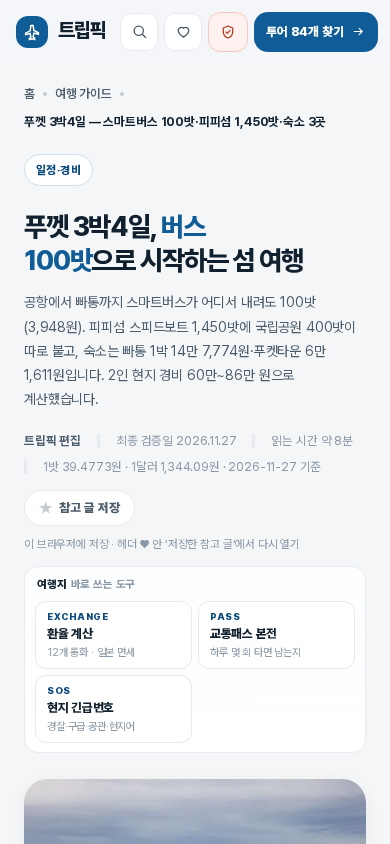 트립픽
투어 84개 찾기 →
홈 • 여행 가이드 •
푸껫 3박4일 — 스마트버스 100밧·피피섬 1,450밧·숙소 3곳
일정·경비
푸껫 3박4일, 버스
100밧으로 시작하는 섬 여행
공항에서 빠통까지 스마트버스가 어디서 내려도 100밧
(3,948원). 피피섬 스피드보트 1,450밧에 국립공원 400밧이
따로 붙고, 숙소는 빠통 1박 14만 7,774원·푸켓타운 6만
1,611원입니다. 2인 현지 경비 60만~86만 원으로
계산했습니다.
트립픽 편집 | 최종 검증일 2026.11.27 | 읽는 시간 약 8분
| 1밧 39.4773원 · 1달러 1,344.09원 · 2026-11-27 기준
★ 참고 글 저장
이 브라우저에 저장 · 헤더 ♥ 안 '저장한 참고 글'에서 다시 열기
여행지 바로 쓰는 도구
EXCHANGE
환율 계산
12개 통화 · 일본 면세
PASS
교통패스 본전
하루 몇 회 타면 남는지
SOS
현지 긴급번호
경찰·구급·공관·현지어